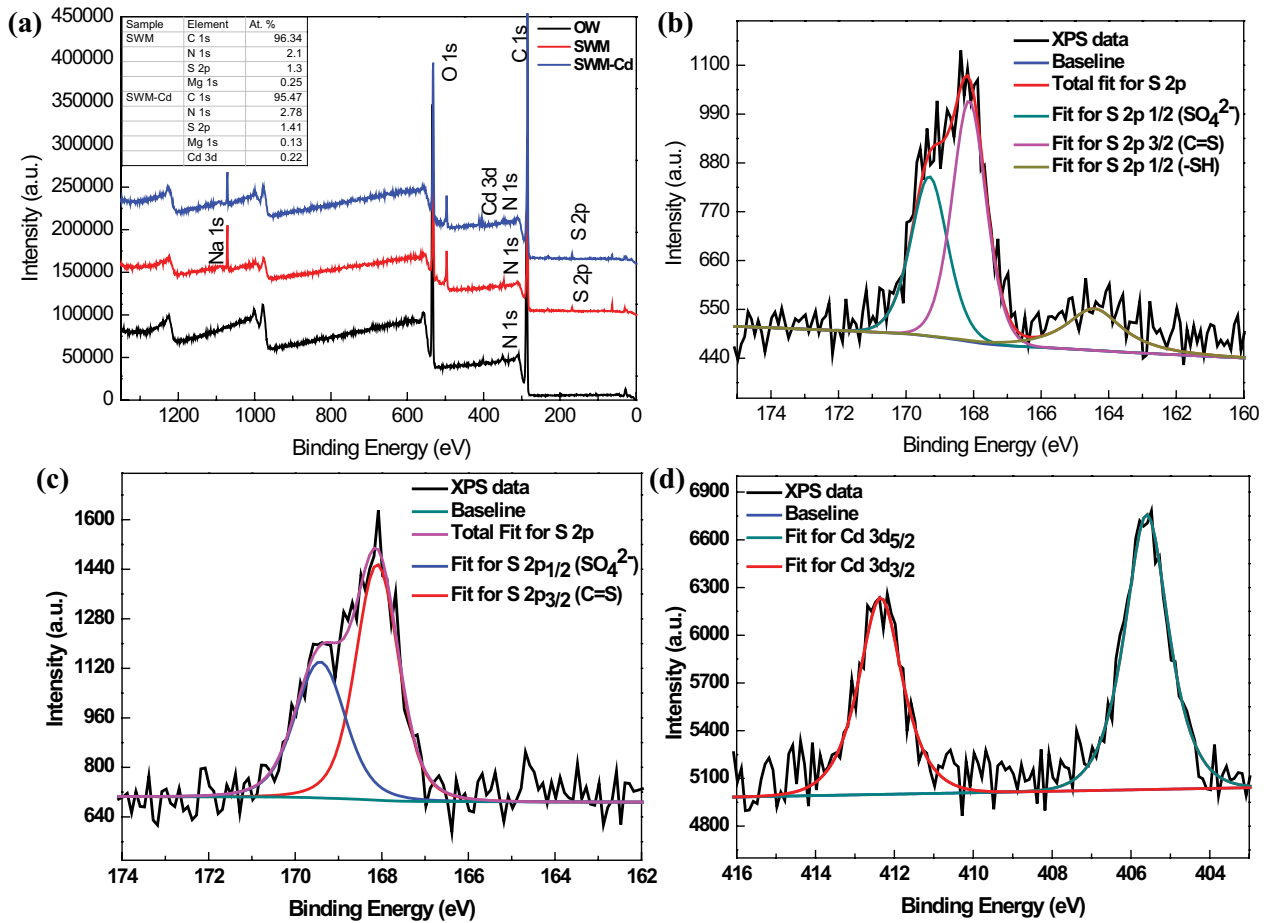 (a)
Sample Element At. %
SWM C 1s 96.34
N 1s 2.1
S 2p 1.3
Mg 1s 0.25
SWM-Cd C 1s 95.47
N 1s 2.78
S 2p 1.41
Mg 1s 0.13
Cd 3d 0.22
OW
SWM
SWM-Cd
O 1s
C 1s
Cd 3d
N 1s
S 2p
Na 1s
N 1s
S 2p
N 1s
450000
400000
350000
300000
250000
200000
150000
100000
50000
0
Intensity (a.u.)
1200 1000 800 600 400 200 0
Binding Energy (eV)
(b)
XPS data
Baseline
Total fit for S 2p
Fit for S 2p 1/2 (SO₄²⁻)
Fit for S 2p 3/2 (C=S)
Fit for S 2p 1/2 (-SH)
1100
990
880
770
660
550
440
Intensity (a.u.)
174 172 170 168 166 164 162 160
Binding Energy (eV)
(c)
XPS data
Baseline
Total Fit for S 2p
Fit for S 2p₁/₂ (SO₄²⁻)
Fit for S 2p₃/₂ (C=S)
1600
1440
1280
1120
960
800
640
Intensity (a.u.)
174 172 170 168 166 164 162
Binding Energy (eV)
(d)
XPS data
Baseline
Fit for Cd 3d₅/₂
Fit for Cd 3d₃/₂
6900
6600
6300
6000
5700
5400
5100
4800
Intensity (a.u.)
416 414 412 410 408 406 404
Binding Energy (eV)